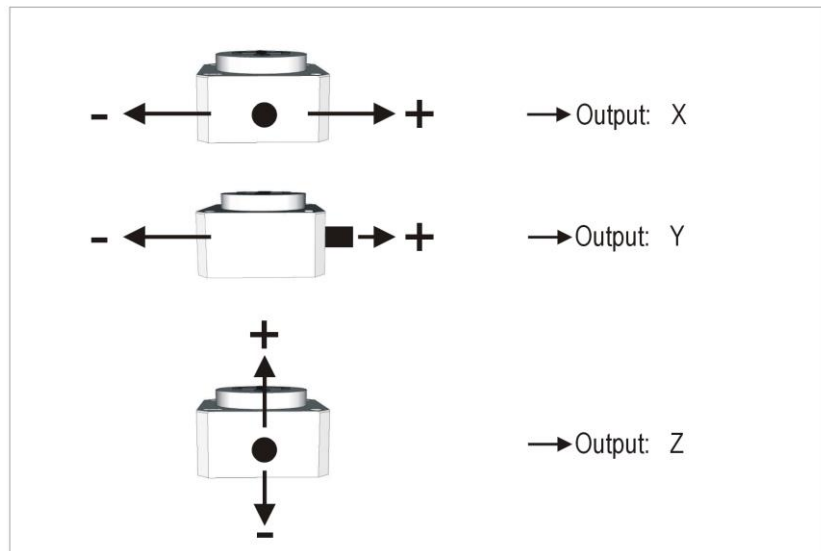 - + Output: X
- + Output: Y
+
Output: Z
-